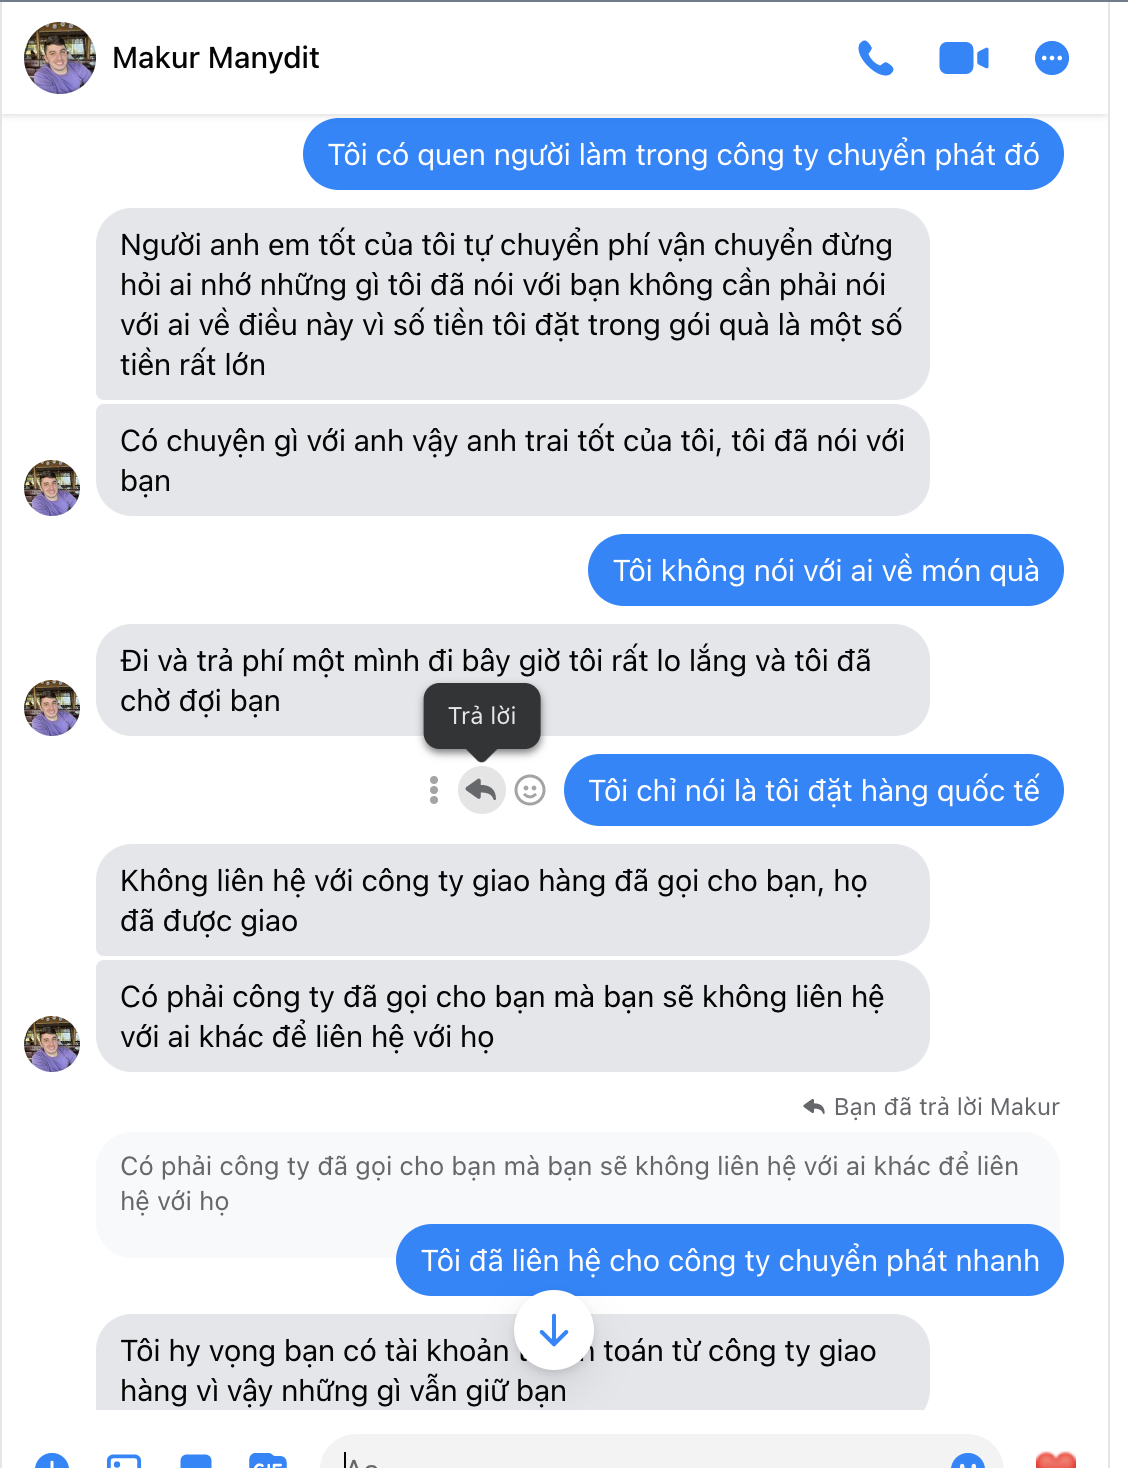 Makur Manydit
Tôi có quen người làm trong công ty chuyển phát đó
Người anh em tốt của tôi tự chuyển phí vận chuyển đừng
hỏi ai nhớ những gì tôi đã nói với bạn không cần phải nói
với ai về điều này vì số tiền tôi đặt trong gói quà là một số
tiền rất lớn
Có chuyện gì với anh vậy anh trai tốt của tôi, tôi đã nói với
bạn
Tôi không nói với ai về món quà
Đi và trả phí một mình đi bây giờ tôi rất lo lắng và tôi đã
chờ đợi bạn
Trả lời
Tôi chỉ nói là tôi đặt hàng quốc tế
Không liên hệ với công ty giao hàng đã gọi cho bạn, họ
đã được giao
Có phải công ty đã gọi cho bạn mà bạn sẽ không liên hệ
với ai khác để liên hệ với họ
Bạn đã trả lời Makur
Có phải công ty đã gọi cho bạn mà bạn sẽ không liên hệ với ai khác để liên
hệ với họ
Tôi đã liên hệ cho công ty chuyển phát nhanh
Tôi hy vọng bạn có tài khoản toán từ công ty giao
hàng vì vậy những gì vẫn giữ bạn
GIF
Aa